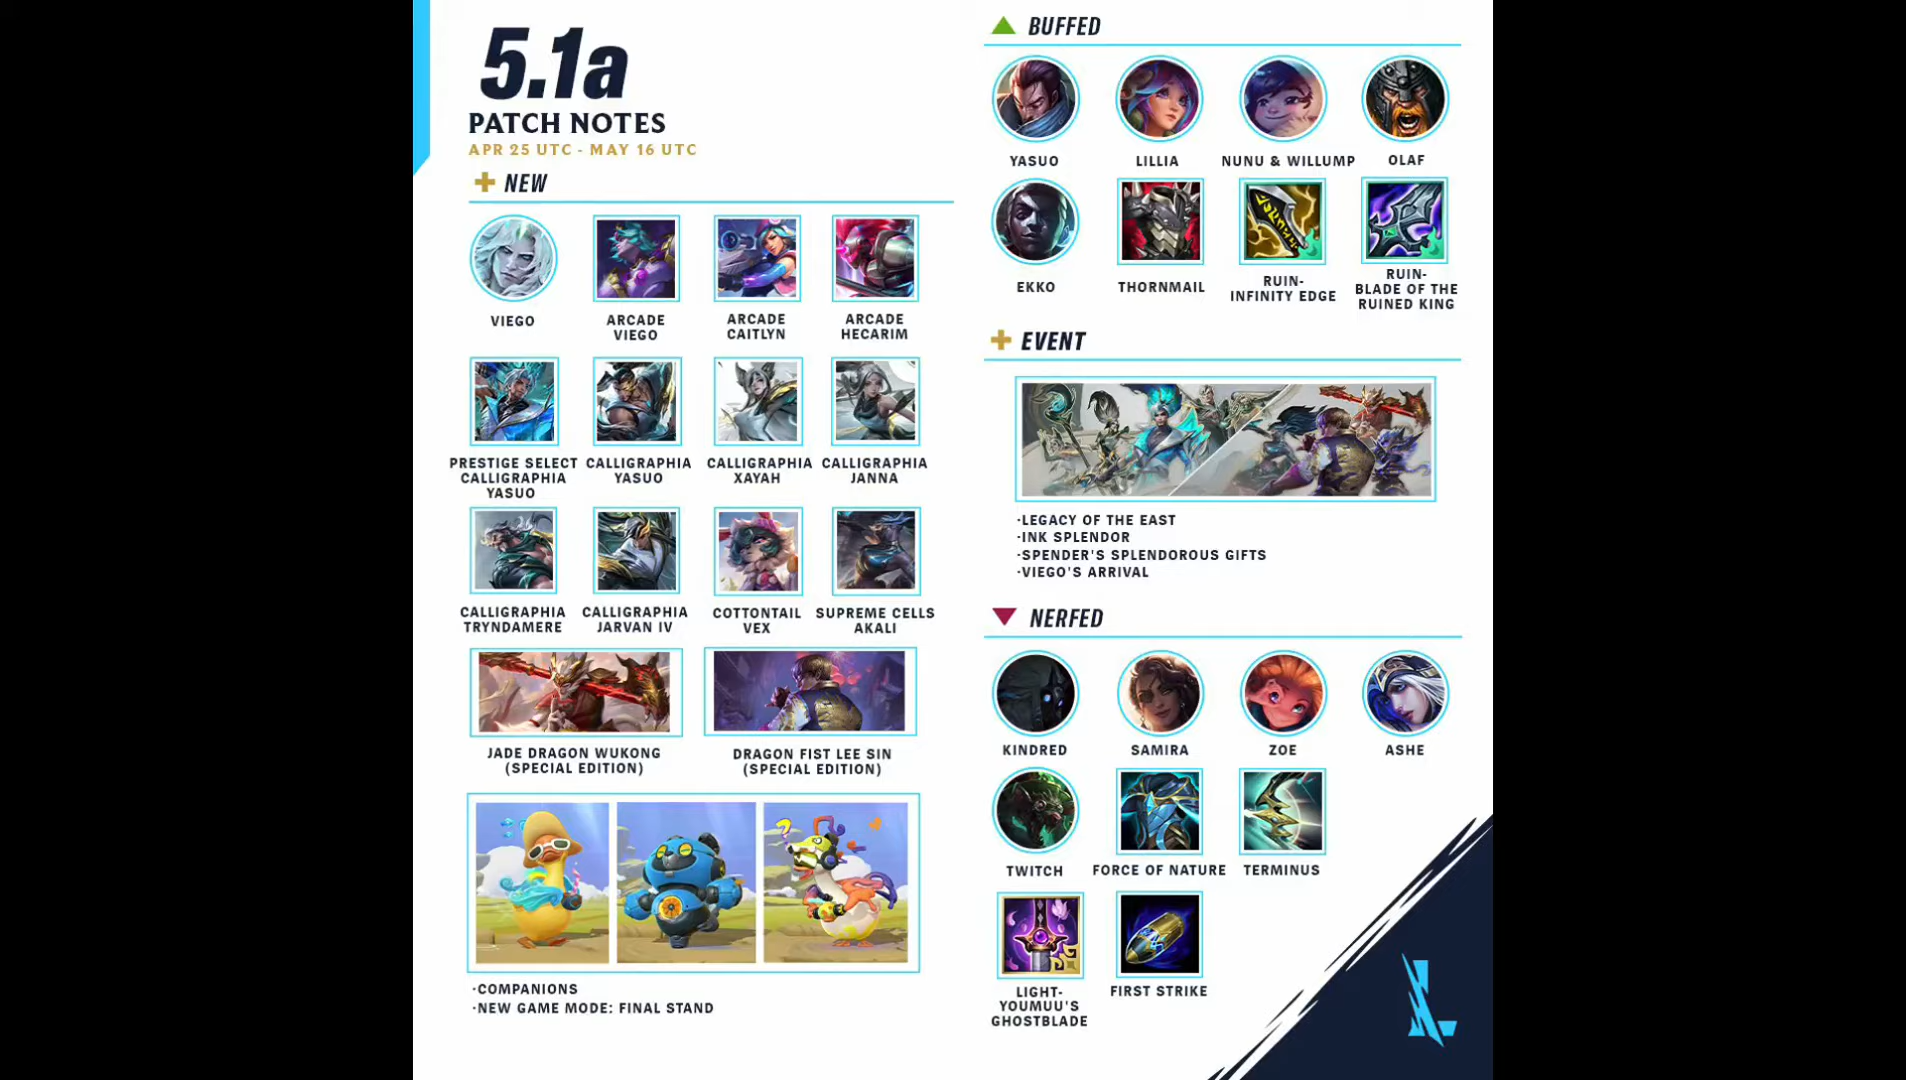 5.1a
PATCH NOTES
APR 25 UTC - MAY 16 UTC
NEW
VIEGO
ARCADE
VIEGO
ARCADE
CAITLYN
ARCADE
HECARIM
PRESTIGE SELECT
CALLIGRAPHIA
YASUO
CALLIGRAPHIA
YASUO
CALLIGRAPHIA
XAYAH
CALLIGRAPHIA
JANNA
CALLIGRAPHIA
TRYNDAMERE
CALLIGRAPHIA
JARVAN IV
COTTONTAIL
VEX
SUPREME CELLS
AKALI
JADE DRAGON WUKONG
(SPECIAL EDITION)
DRAGON FIST LEE SIN
(SPECIAL EDITION)
·COMPANIONS
·NEW GAME MODE: FINAL STAND
BUFFED
YASUO
LILLIA
NUNU & WILLUMP
OLAF
EKKO
THORNMAIL
RUIN-
INFINITY EDGE
RUIN-
BLADE OF THE
RUINED KING
EVENT
·LEGACY OF THE EAST
·INK SPLENDOR
·SPENDER'S SPLENDOROUS GIFTS
·VIEGO'S ARRIVAL
NERFED
KINDRED
SAMIRA
ZOE
ASHE
TWITCH
FORCE OF NATURE
TERMINUS
LIGHT-
YOUMUU'S
GHOSTBLADE
FIRST STRIKE